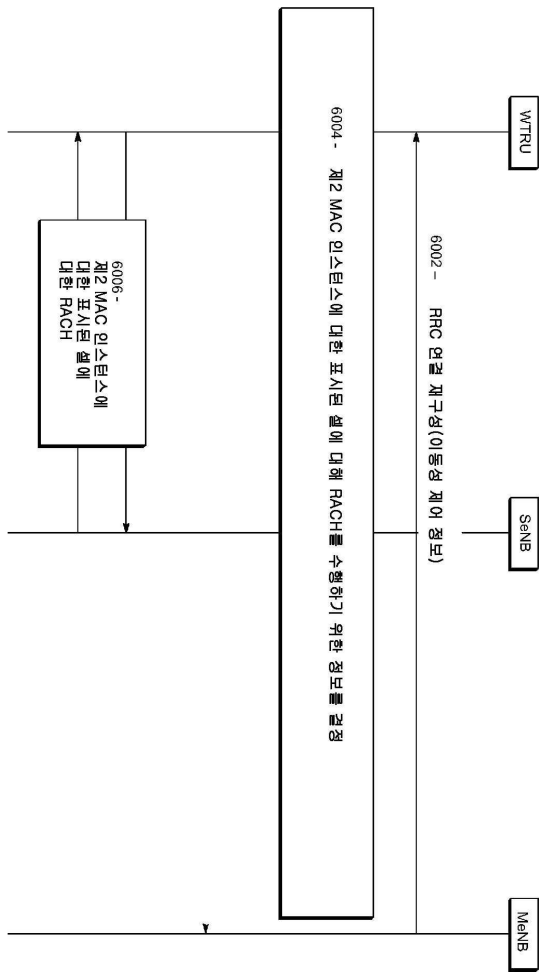 WTRU
SeNB
MeNB
6002 - RRC 연결 재구성(이동성 제어 정보)
6004 - 제2 MAC 인스턴스에 대한 표시된 셀에 대해 RACH를 수행하기 위한 정보를 결정
6006 -
제2 MAC 인스턴스에
대한 표시된 셀에
대한 RACH